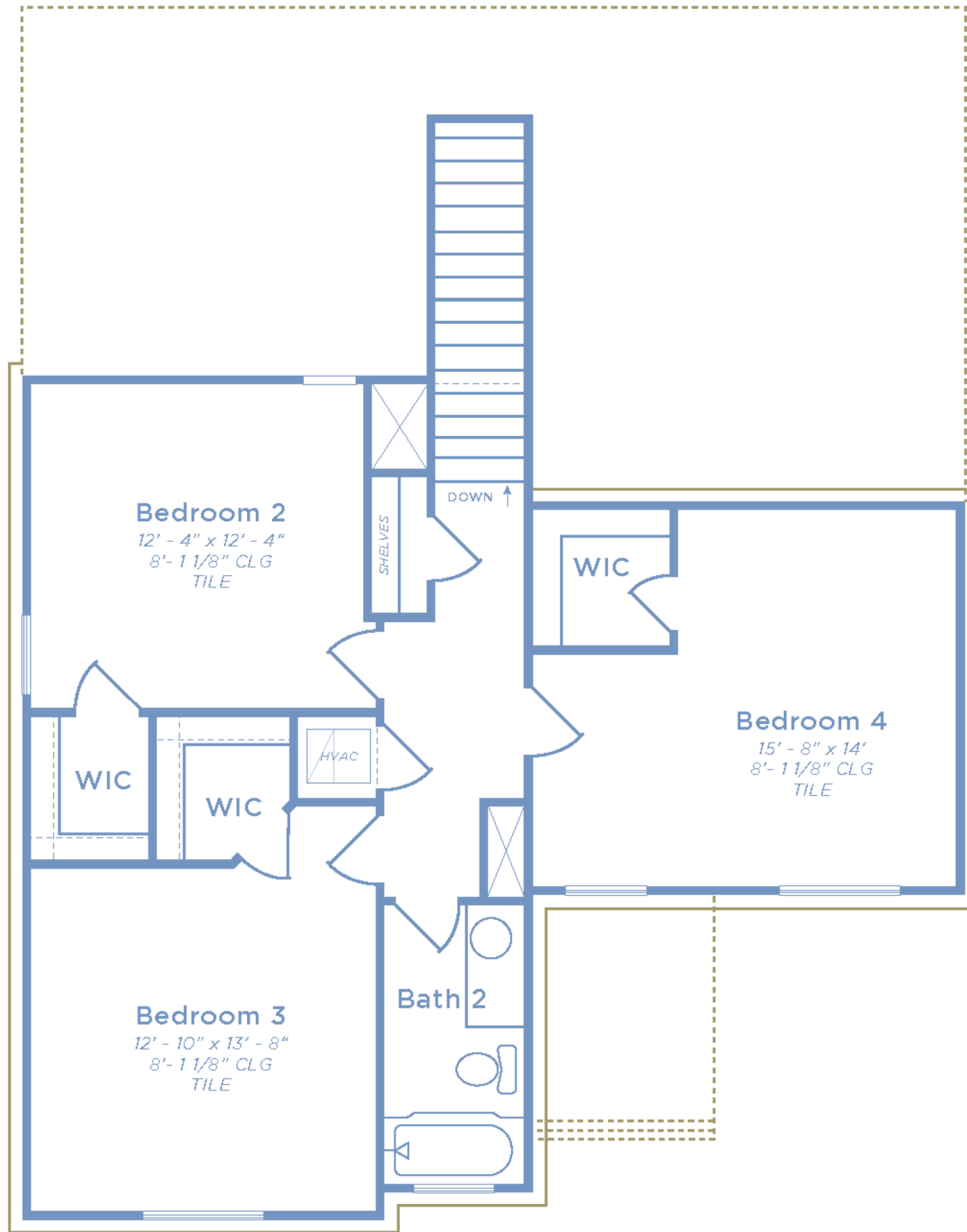 DOWN
Bedroom 2
12' - 4" x 12' - 4"
8'- 1 1/8" CLG
TILE
SHELVES
WIC
WIC
WIC
HVAC
Bedroom 4
15' - 8" x 14'
8'- 1 1/8" CLG
TILE
Bedroom 3
12' - 10" x 13' - 8"
8'- 1 1/8" CLG
TILE
Bath 2